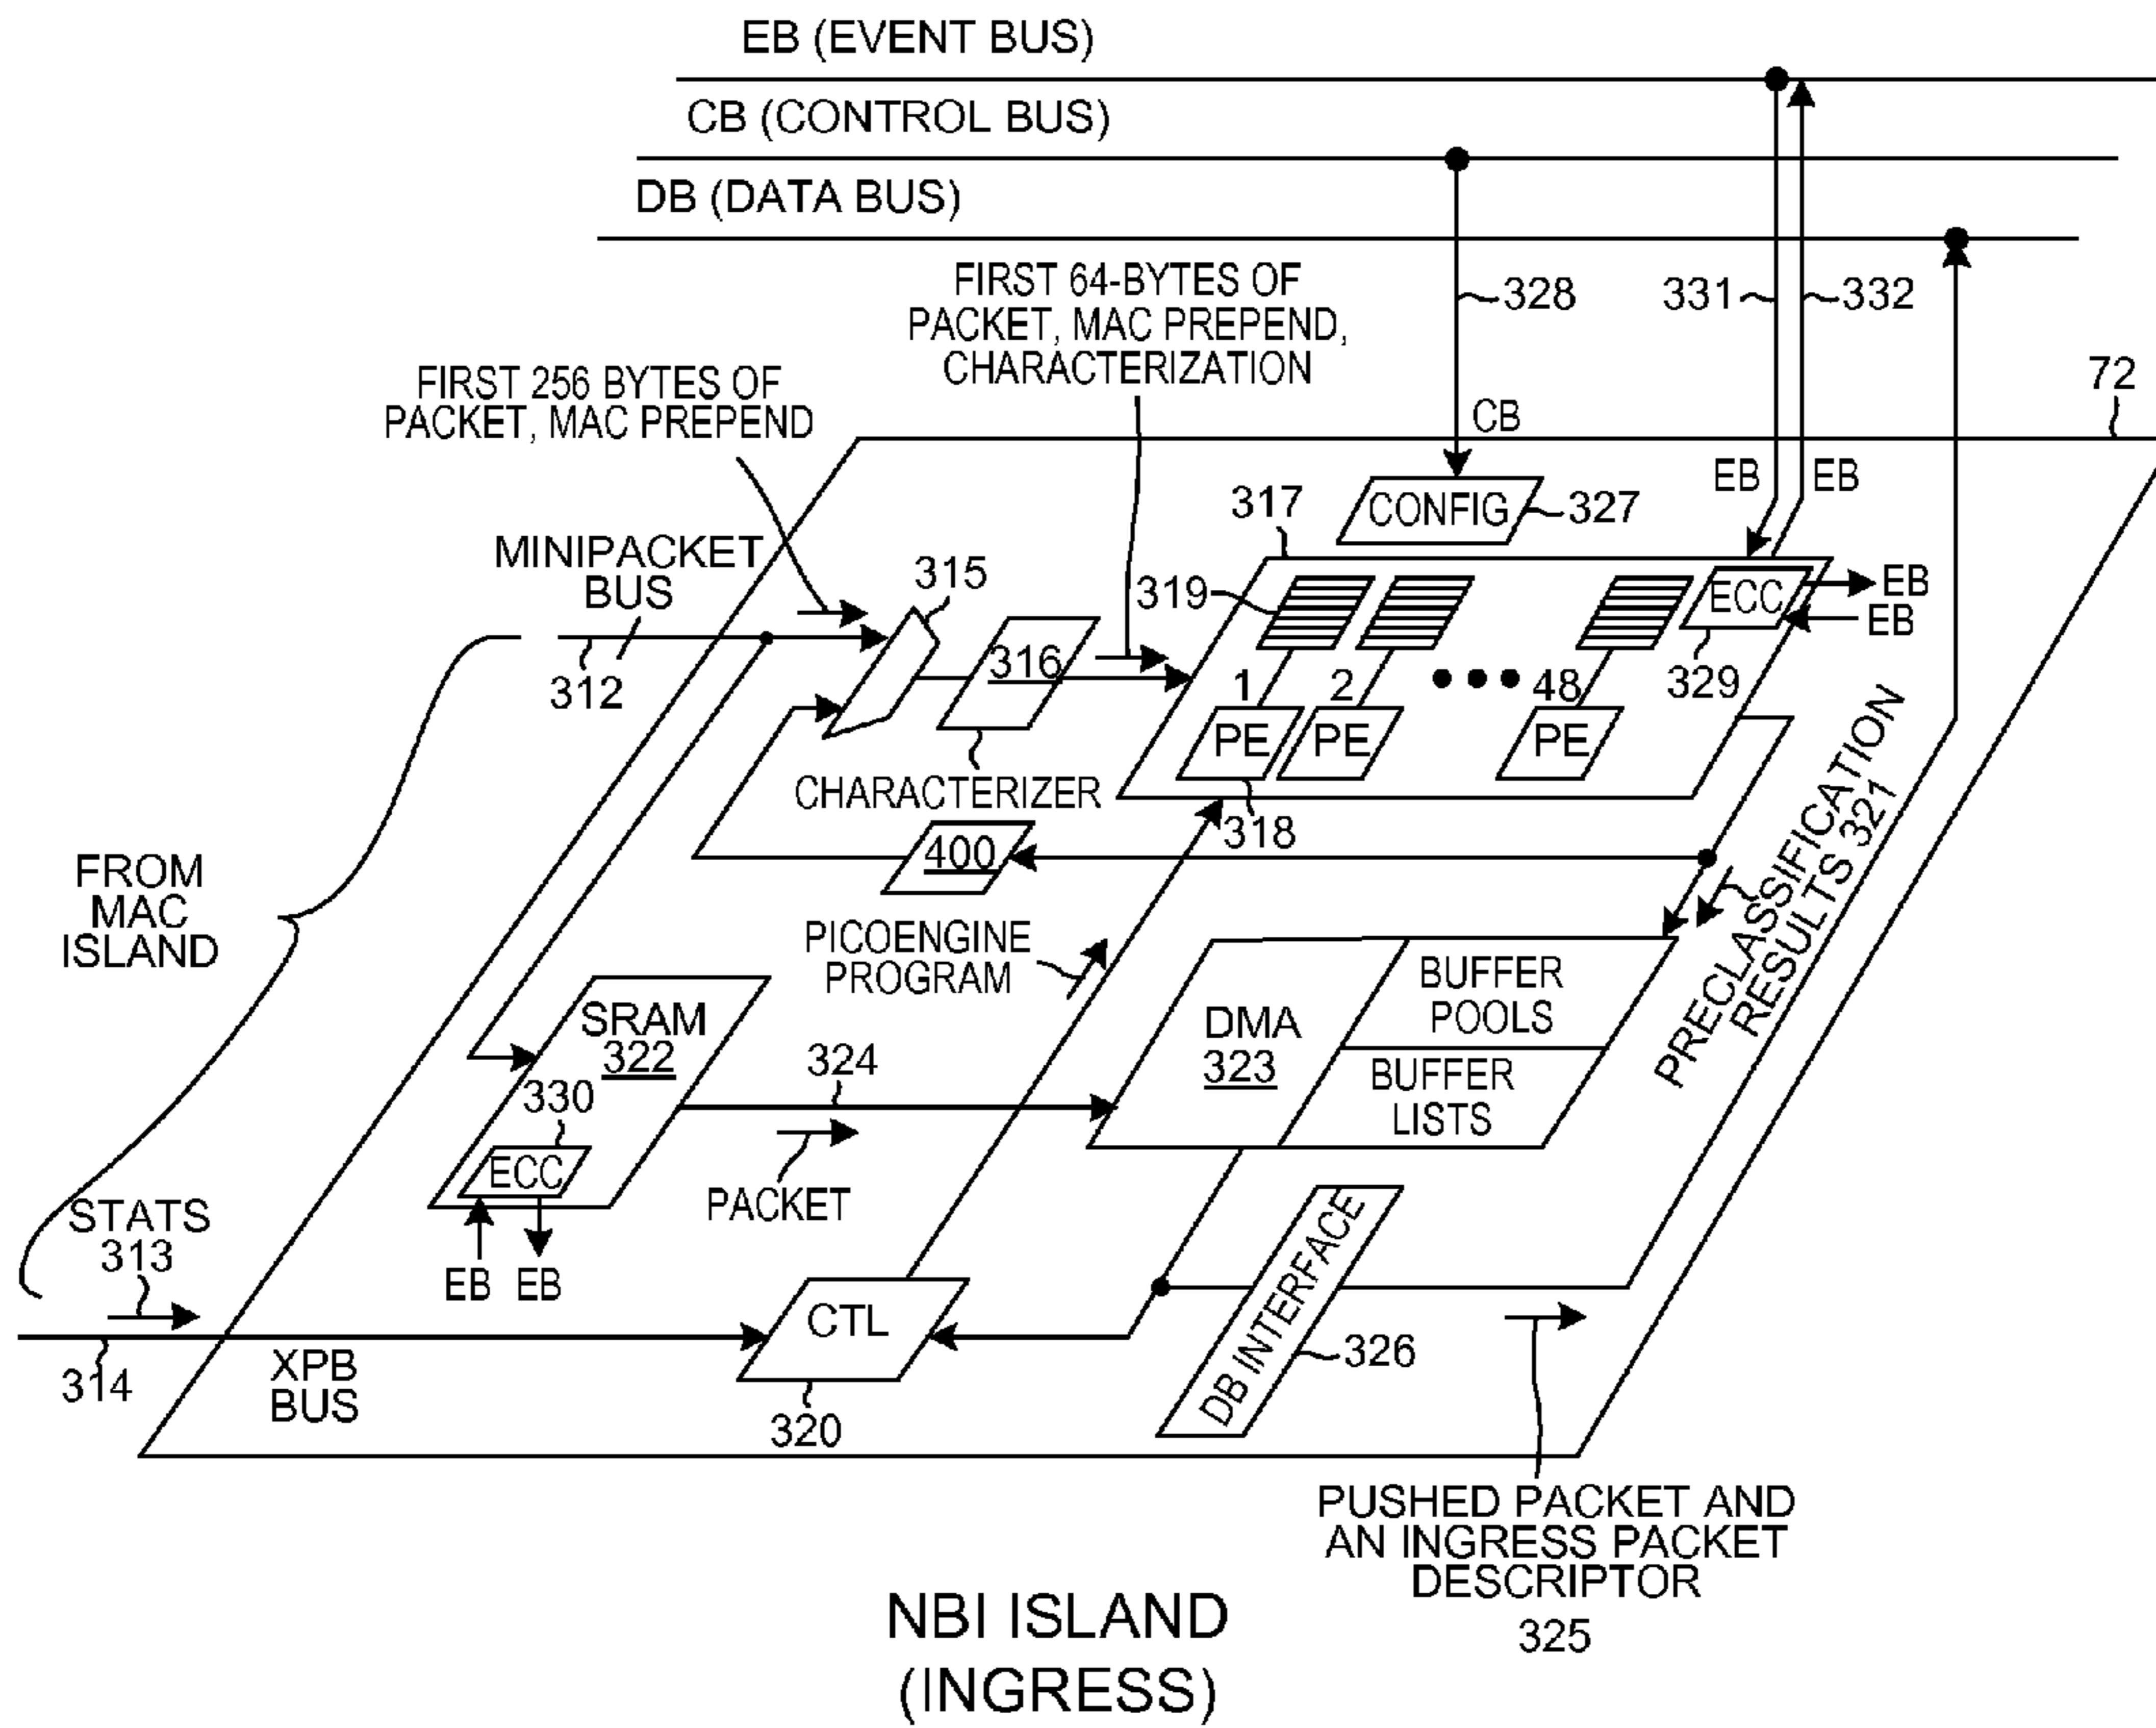 EB (EVENT BUS)
CB (CONTROL BUS)
DB (DATA BUS)
FIRST 64-BYTES OF
PACKET, MAC PREPEND,
CHARACTERIZATION
328
331
332
FIRST 256 BYTES OF
PACKET, MAC PREPEND
72
CB
EB
EB
317
CONFIG
327
MINIPACKET
BUS
315
319
ECC
EB
EB
312
316
1
2
48
329
PE
PE
PE
CHARACTERIZER
318
400
FROM
MAC
ISLAND
PRECLASSIFICATION
RESULTS 321
PICOENGINE
PROGRAM
SRAM
322
DMA
323
BUFFER
POOLS
BUFFER
LISTS
324
330
ECC
PACKET
EB
EB
STATS
313
314
XPB
BUS
CTL
320
DB INTERFACE
326
PUSHED PACKET AND
AN INGRESS PACKET
DESCRIPTOR
325
NBI ISLAND
(INGRESS)